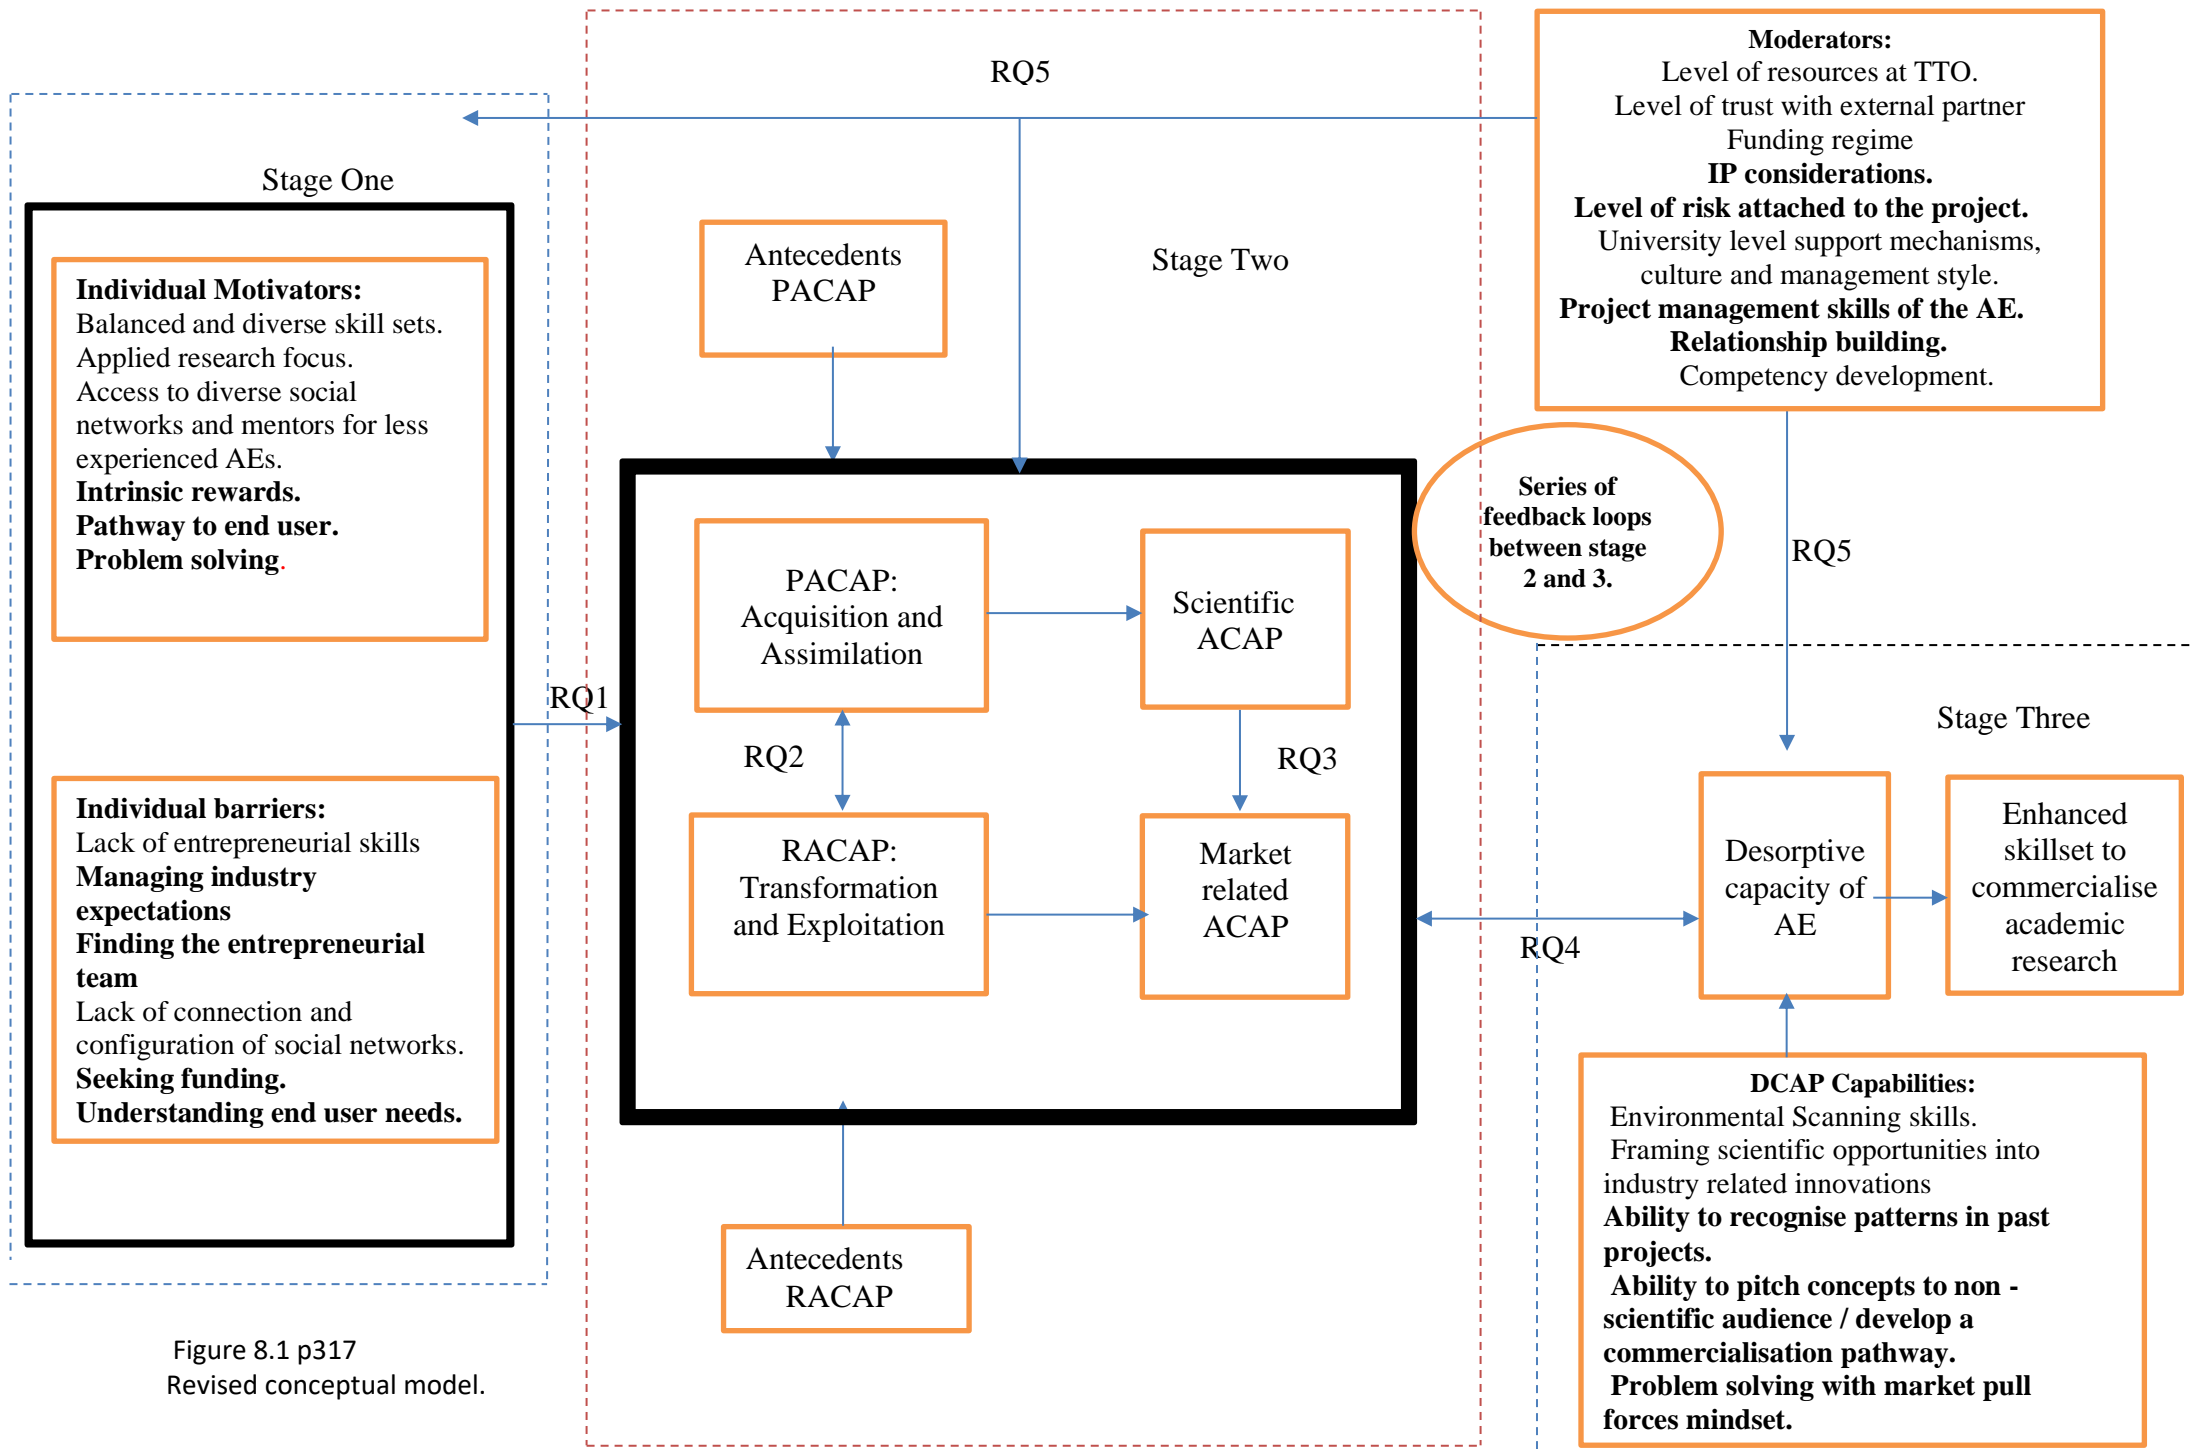 RQ5
Moderators:
Level of resources at TTO.
Level of trust with external partner
Funding regime
IP considerations.
Level of risk attached to the project.
University level support mechanisms,
culture and management style.
Project management skills of the AE.
Relationship building.
Competency development.
Stage One
Individual Motivators:
Balanced and diverse skill sets.
Applied research focus.
Access to diverse social
networks and mentors for less
experienced AEs.
Intrinsic rewards.
Pathway to end user.
Problem solving.
Individual barriers:
Lack of entrepreneurial skills
Managing industry
expectations
Finding the entrepreneurial
team
Lack of connection and
configuration of social networks.
Seeking funding.
Understanding end user needs.
RQ1
Antecedents
PACAP
Stage Two
PACAP:
Acquisition and
Assimilation
Scientific
ACAP
RQ2
RQ3
RACAP:
Transformation
and Exploitation
Market
related
ACAP
Antecedents
RACAP
Series of
feedback loops
between stage
2 and 3.
RQ5
RQ4
Stage Three
Desorptive
capacity of
AE
Enhanced
skillset to
commercialise
academic
research
DCAP Capabilities:
Environmental Scanning skills.
Framing scientific opportunities into
industry related innovations
Ability to recognise patterns in past
projects.
Ability to pitch concepts to non -
scientific audience / develop a
commercialisation pathway.
Problem solving with market pull
forces mindset.
Figure 8.1 p317
Revised conceptual model.